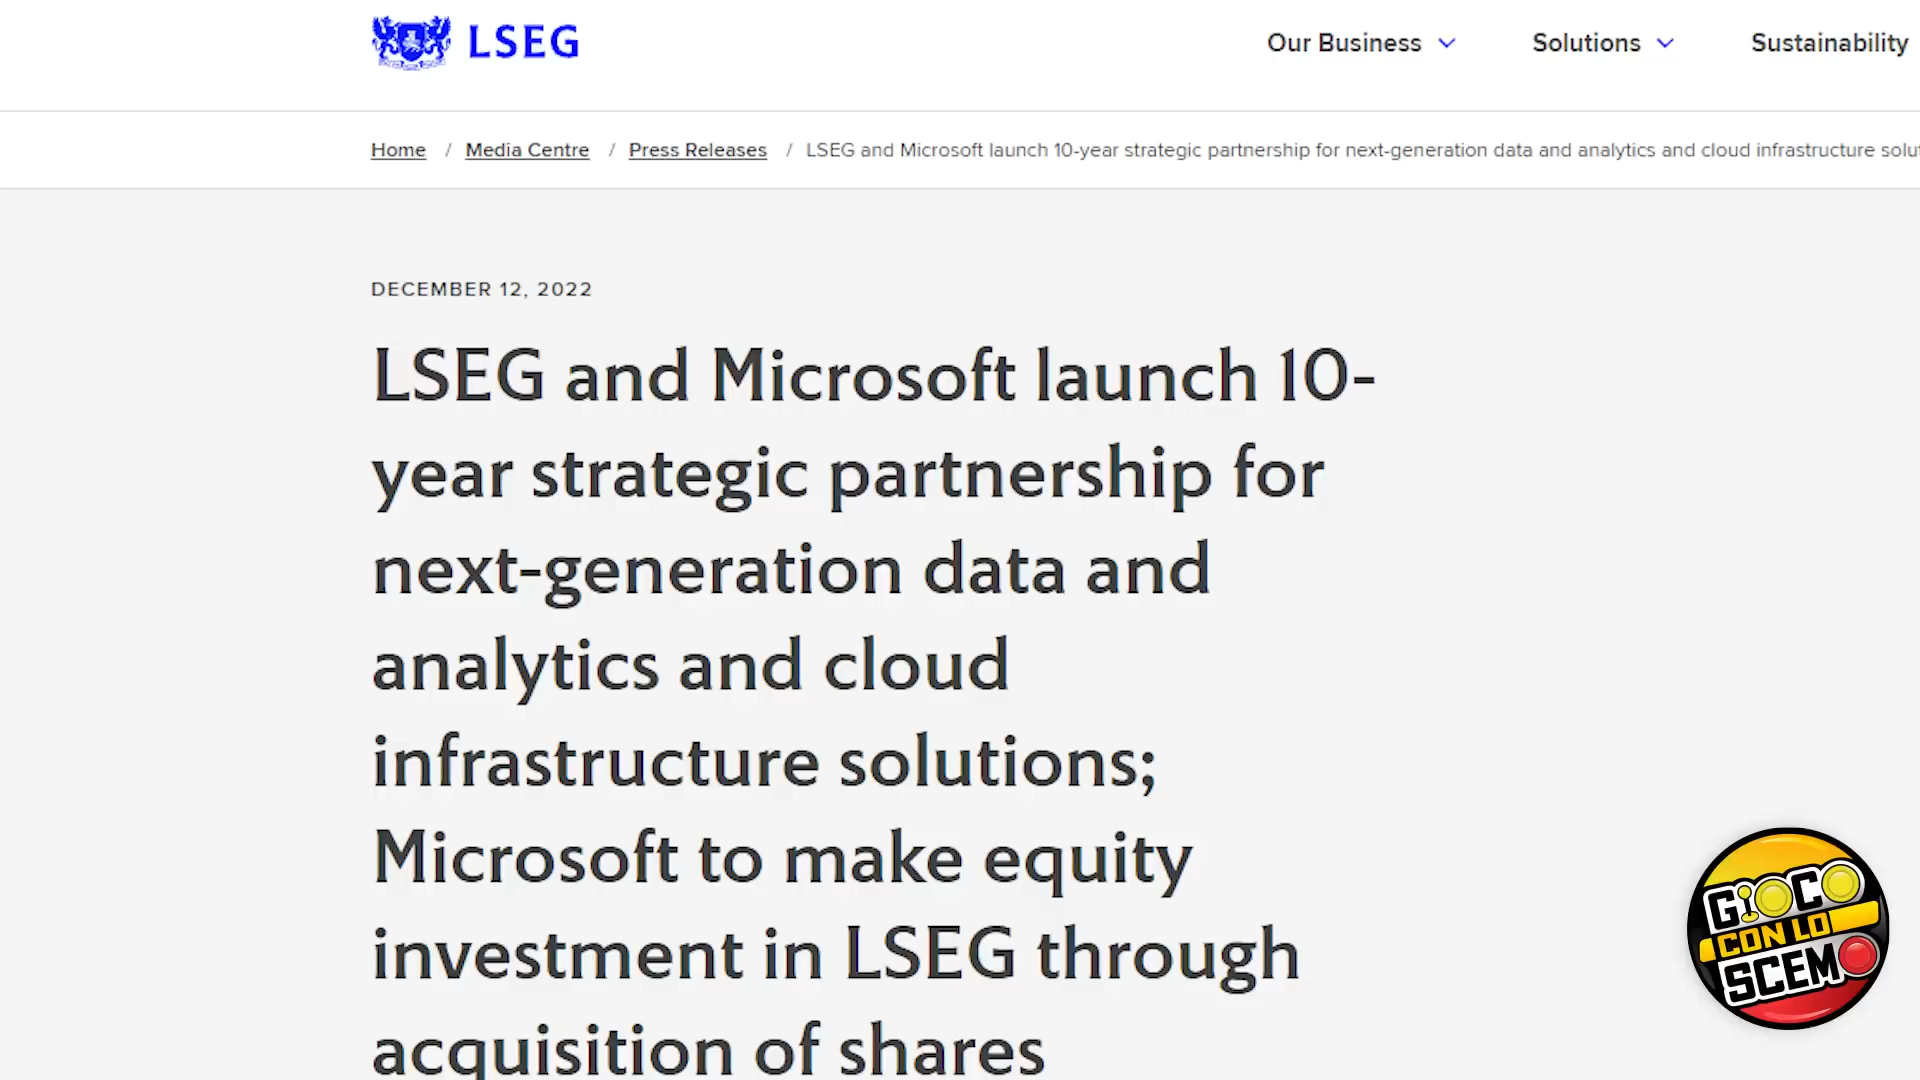 LSEG
Our Business
Solutions
Sustainability
Home / Media Centre / Press Releases / LSEG and Microsoft launch 10-year strategic partnership for next-generation data and analytics and cloud infrastructure solut
DECEMBER 12, 2022
LSEG and Microsoft launch 10-
year strategic partnership for
next-generation data and
analytics and cloud
infrastructure solutions;
Microsoft to make equity
investment in LSEG through
acquisition of shares
GIOCO
CON LO
SCEMO